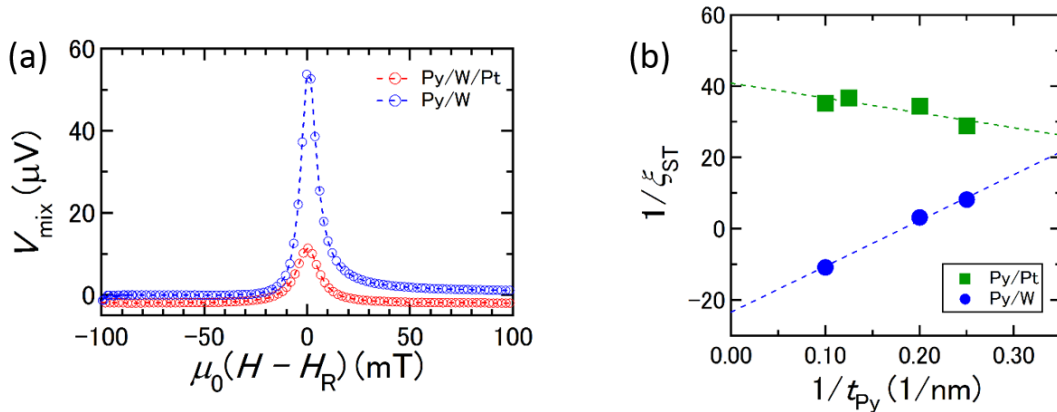 (a)
60
50
40
20
0
V_mix (μV)
Py/W/Pt
Py/W
−100 −50 0 50 100
μ₀(H − H_R) (mT)
(b)
60
40
20
0
−20
1/ξ_ST
Py/Pt
Py/W
0.00 0.10 0.20 0.30
1/t_Py (1/nm)